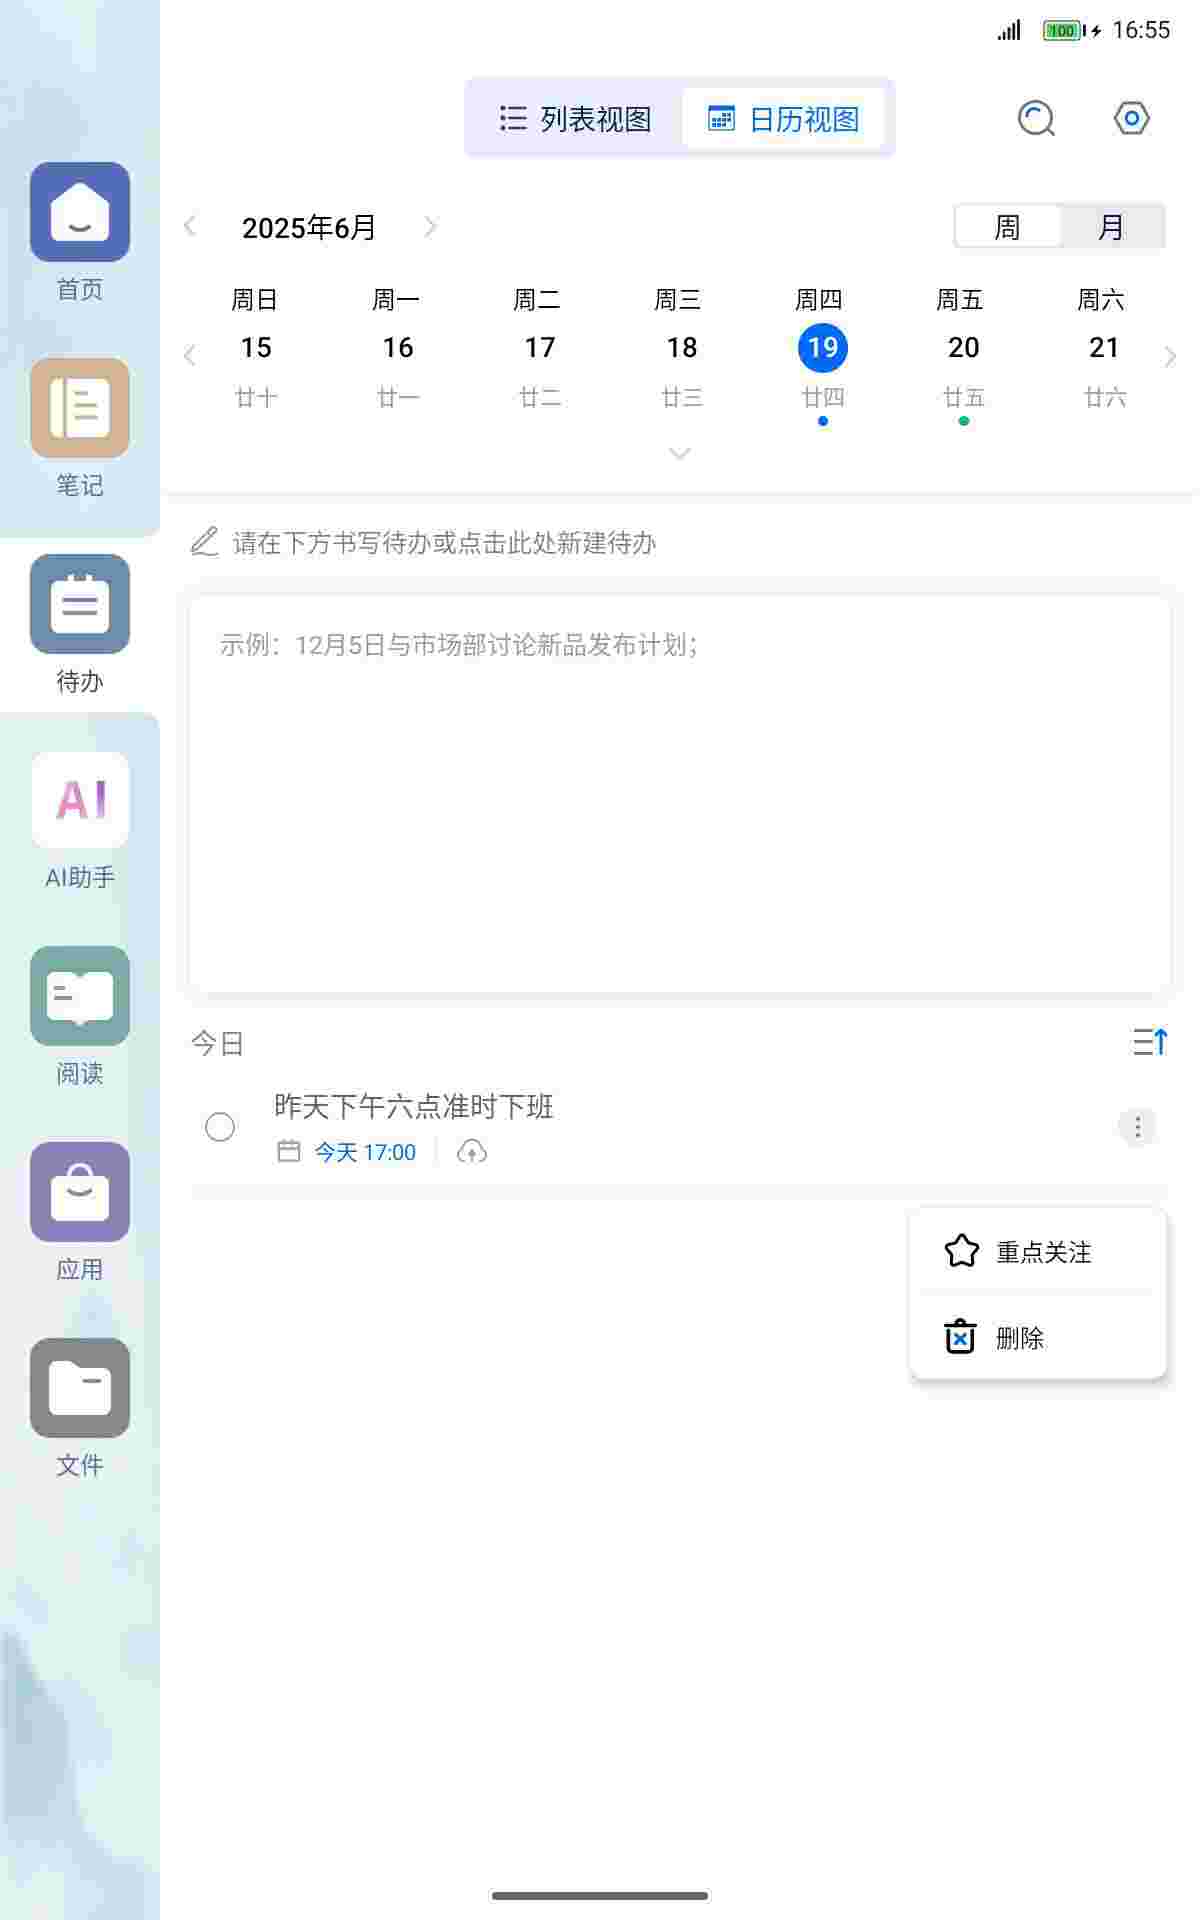 100 16:55
列表视图 日历视图
2025年6月 周 月
周日 周一 周二 周三 周四 周五 周六
15 16 17 18 19 20 21
廿十 廿一 廿二 廿三 廿四 廿五 廿六
请在下方书写待办或点击此处新建待办
示例：12月5日与市场部讨论新品发布计划；
今日
昨天下午六点准时下班
今天 17:00
重点关注
删除
首页
笔记
待办
AI
AI助手
阅读
应用
文件